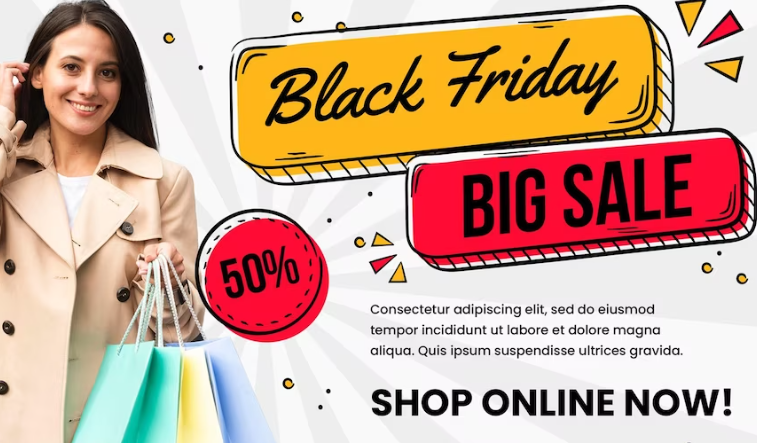 Black Friday
BIG SALE
50%
Consectetur adipiscing elit, sed do eiusmod
tempor incididunt ut labore et dolore magna
aliqua. Quis ipsum suspendisse ultrices gravida.
SHOP ONLINE NOW!